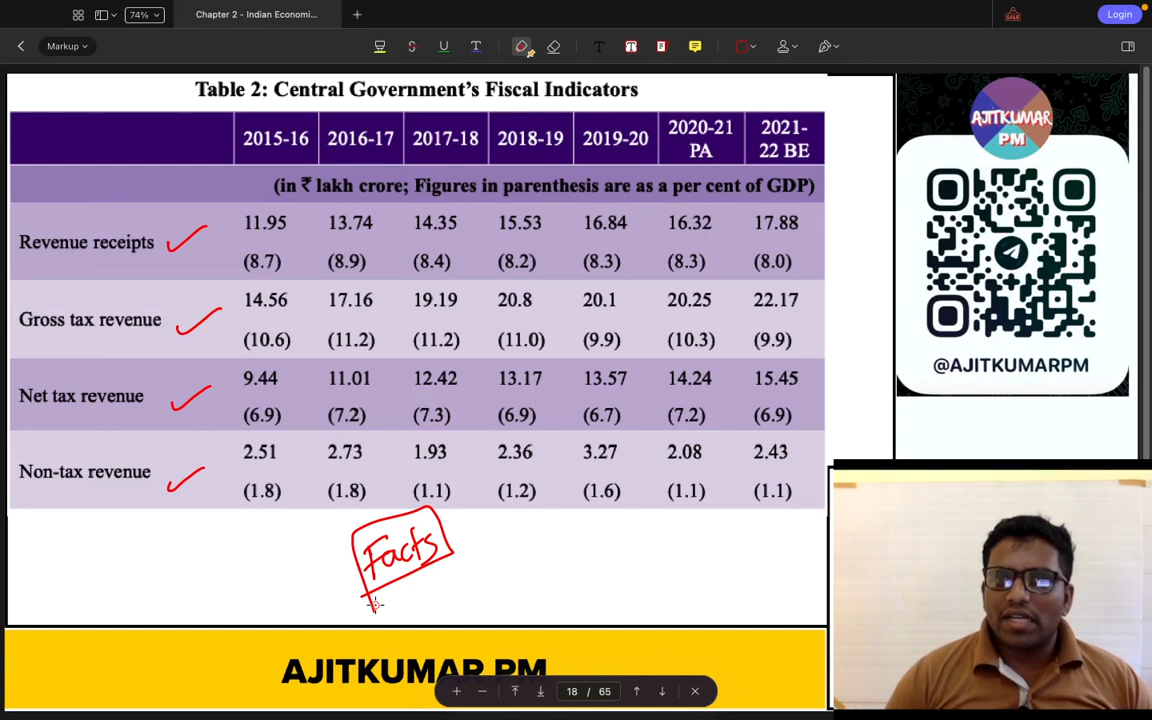 74%
Chapter 2 - Indian Economi...
SALE
Login
Markup
Table 2: Central Government's Fiscal Indicators
2015-16 2016-17 2017-18 2018-19 2019-20 2020-21 PA 2021-22 BE
(in ₹ lakh crore; Figures in parenthesis are as a per cent of GDP)
Revenue receipts 11.95 13.74 14.35 15.53 16.84 16.32 17.88
(8.7) (8.9) (8.4) (8.2) (8.3) (8.3) (8.0)
Gross tax revenue 14.56 17.16 19.19 20.8 20.1 20.25 22.17
(10.6) (11.2) (11.2) (11.0) (9.9) (10.3) (9.9)
Net tax revenue 9.44 11.01 12.42 13.17 13.57 14.24 15.45
(6.9) (7.2) (7.3) (6.9) (6.7) (7.2) (6.9)
Non-tax revenue 2.51 2.73 1.93 2.36 3.27 2.08 2.43
(1.8) (1.8) (1.1) (1.2) (1.6) (1.1) (1.1)
Facts
AJITKUMAR PM
18 / 65
AJITKUMAR
PM
@AJITKUMARPM